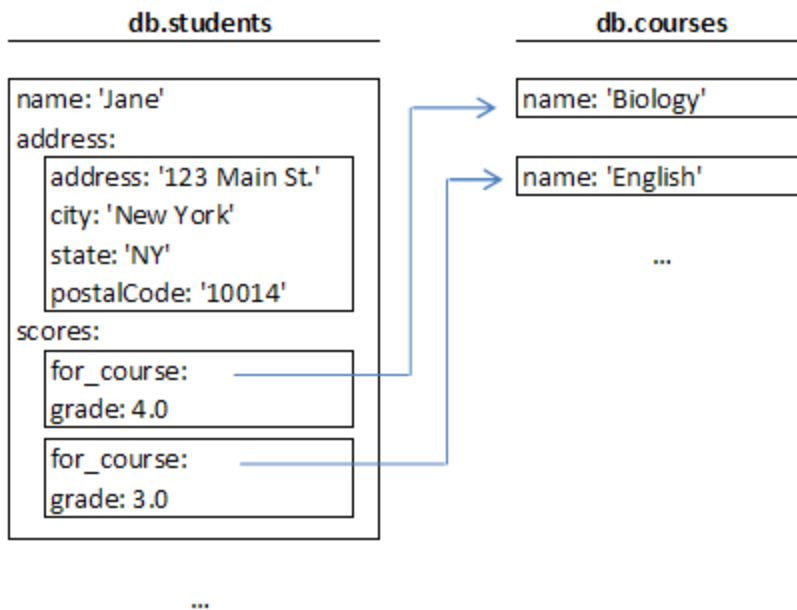 db.students
name: 'Jane'
address:
address: '123 Main St.'
city: 'New York'
state: 'NY'
postalCode: '10014'
scores:
for_course:
grade: 4.0
for_course:
grade: 3.0
...
db.courses
name: 'Biology'
name: 'English'
...